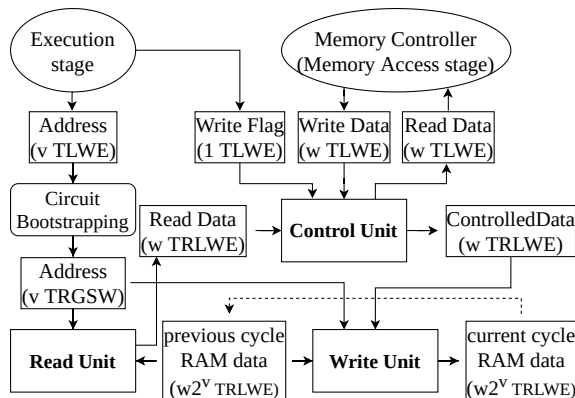 Execution
stage
Memory Controller
(Memory Access stage)
Address
(v TLWE)
Write Flag
(1 TLWE)
Write Data
(w TLWE)
Read Data
(w TLWE)
Circuit
Bootstrapping
Read Data
(w TRLWE)
Control Unit
ControlledData
(w TRLWE)
Address
(v TRGSW)
Read Unit
previous cycle
RAM data
(w2^v TRLWE)
Write Unit
current cycle
RAM data
(w2^v TRLWE)